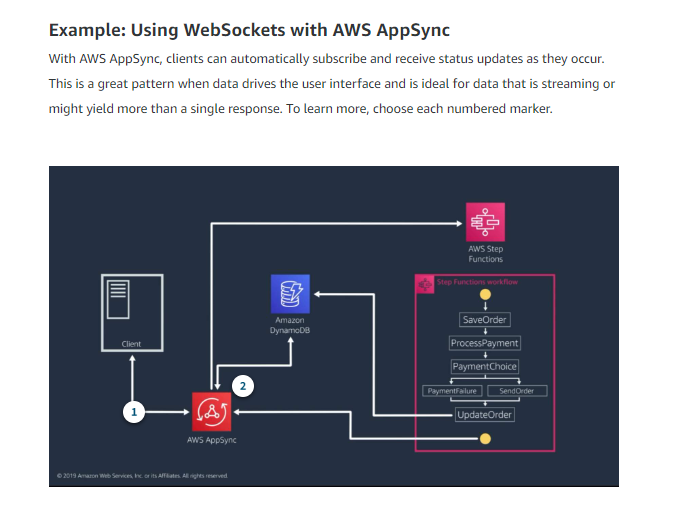 Example: Using WebSockets with AWS AppSync
With AWS AppSync, clients can automatically subscribe and receive status updates as they occur.
This is a great pattern when data drives the user interface and is ideal for data that is streaming or
might yield more than a single response. To learn more, choose each numbered marker.
AWS Step
Functions
Step Functions workflow
SaveOrder
ProcessPayment
PaymentChoice
PaymentFailure
SendOrder
UpdateOrder
Amazon
DynamoDB
Client
2
1
AWS AppSync
© 2019 Amazon Web Services, Inc. or its Affiliates. All rights reserved.